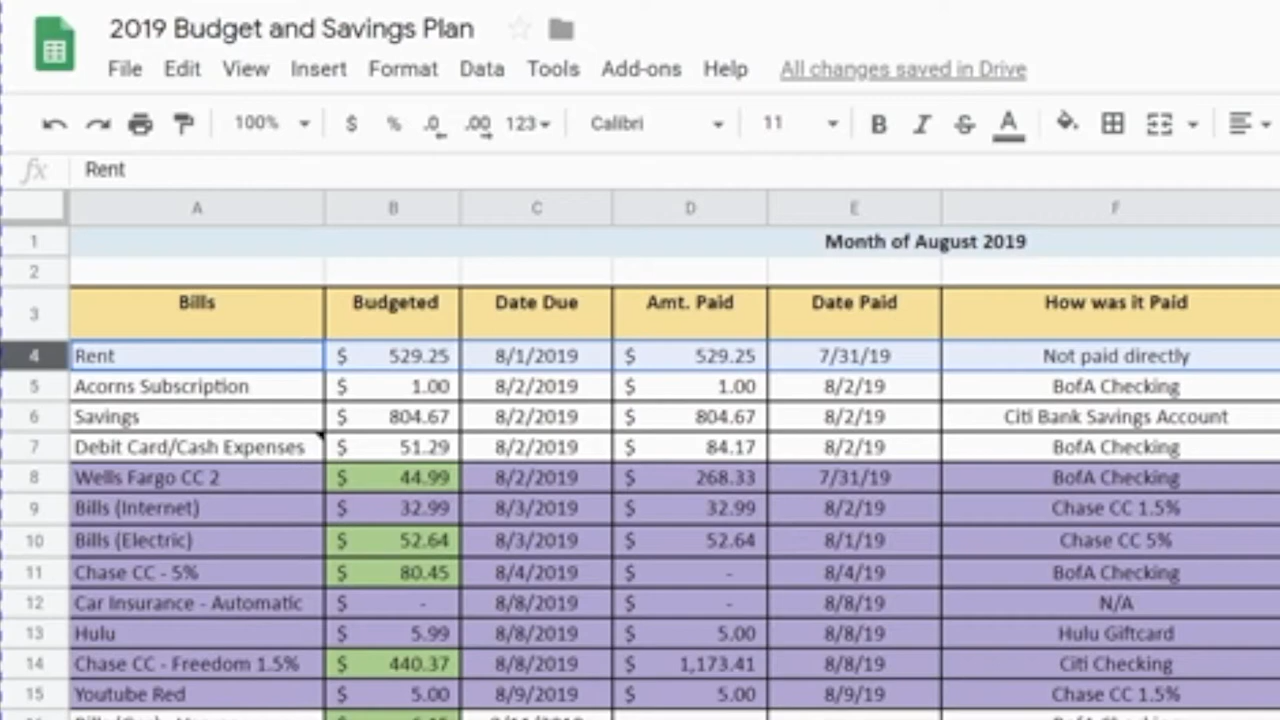 2019 Budget and Savings Plan
File Edit View Insert Format Data Tools Add-ons Help All changes saved in Drive
100% $ % .0 .00 123 Calibri 11 B I S A
fx Rent
A B C D E F
1 Month of August 2019
2
3 Bills Budgeted Date Due Amt. Paid Date Paid How was it Paid
4 Rent $ 529.25 8/1/2019 $ 529.25 7/31/19 Not paid directly
5 Acorns Subscription $ 1.00 8/2/2019 $ 1.00 8/2/19 BofA Checking
6 Savings $ 804.67 8/2/2019 $ 804.67 8/2/19 Citi Bank Savings Account
7 Debit Card/Cash Expenses $ 51.29 8/2/2019 $ 84.17 8/2/19 BofA Checking
8 Wells Fargo CC 2 $ 44.99 8/2/2019 $ 268.33 7/31/19 BofA Checking
9 Bills (Internet) $ 32.99 8/3/2019 $ 32.99 8/2/19 Chase CC 1.5%
10 Bills (Electric) $ 52.64 8/3/2019 $ 52.64 8/1/19 Chase CC 5%
11 Chase CC - 5% $ 80.45 8/4/2019 $ - 8/4/19 BofA Checking
12 Car Insurance - Automatic $ - 8/8/2019 $ - 8/8/19 N/A
13 Hulu $ 5.99 8/8/2019 $ 5.00 8/8/19 Hulu Giftcard
14 Chase CC - Freedom 1.5% $ 440.37 8/8/2019 $ 1,173.41 8/8/19 Citi Checking
15 Youtube Red $ 5.00 8/9/2019 $ 5.00 8/9/19 Chase CC 1.5%